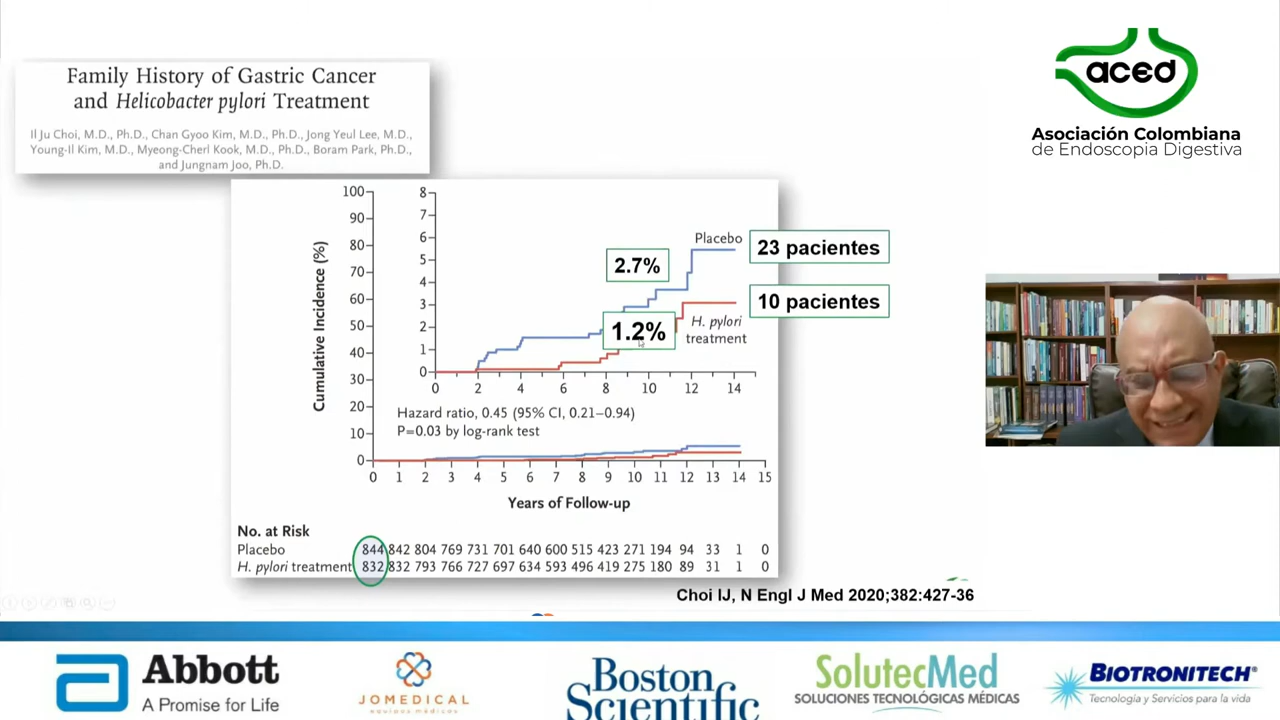 Family History of Gastric Cancer
and Helicobacter pylori Treatment
Il Ju Choi, M.D., Ph.D., Chan Gyoo Kim, M.D., Ph.D., Jong Yeul Lee, M.D.,
Young-Il Kim, M.D., Myeong-Cherl Kook, M.D., Ph.D., Boram Park, Ph.D.,
and Jungnam Joo, Ph.D.
aced
Asociación Colombiana
de Endoscopia Digestiva
Cumulative Incidence (%)
100
90
80
70
60
50
40
30
20
10
0
8
7
6
5
4
3
2
1
0
0 2 4 6 8 10 12 14
Placebo
23 pacientes
2.7%
10 pacientes
1.2%
H. pylori
treatment
Hazard ratio, 0.45 (95% CI, 0.21–0.94)
P=0.03 by log-rank test
0 1 2 3 4 5 6 7 8 9 10 11 12 13 14 15
Years of Follow-up
No. at Risk
Placebo 844 842 804 769 731 701 640 600 515 423 271 194 94 33 1 0
H. pylori treatment 832 832 793 766 727 697 634 593 496 419 275 180 89 31 1 0
Choi IJ, N Engl J Med 2020;382:427-36
Abbott
A Promise for Life
JOMEDICAL
equipos médicos
Boston
Scientific
SolutecMed
SOLUCIONES TECNOLÓGICAS MÉDICAS
BIOTRONITECH®
Tecnología y Servicios para la vida